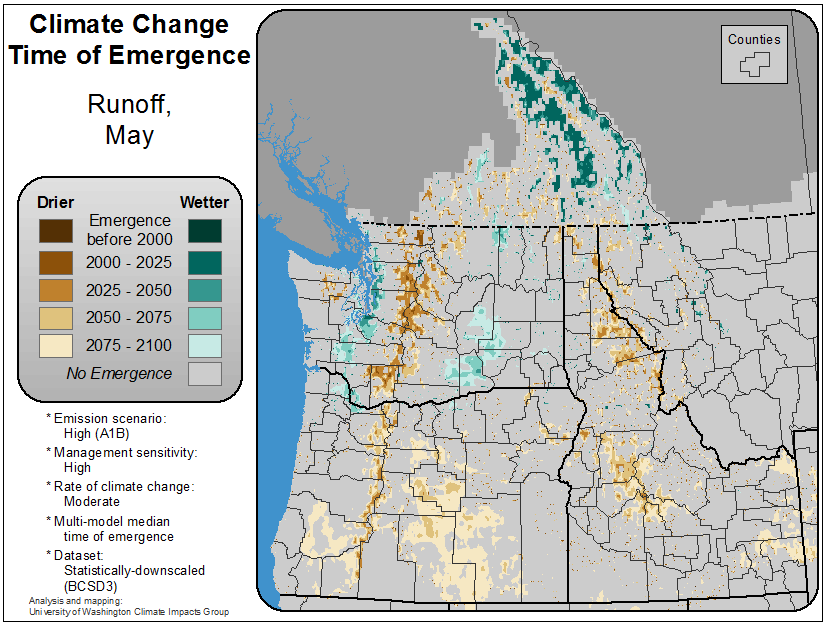 Climate Change
Time of Emergence
Runoff,
May
Drier
Wetter
Emergence
before 2000
2000 - 2025
2025 - 2050
2050 - 2075
2075 - 2100
No Emergence
* Emission scenario:
High (A1B)
* Management sensitivity:
High
* Rate of climate change:
Moderate
* Multi-model median
time of emergence
* Dataset:
Statistically-downscaled
(BCSD3)
Analysis and mapping:
University of Washington Climate Impacts Group
Counties